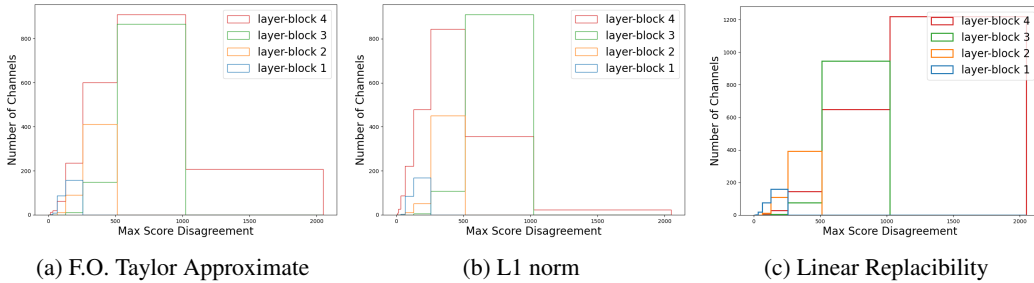 layer-block 4
layer-block 3
layer-block 2
layer-block 1
Number of Channels
800
600
400
200
0
0 500 1000 1500 2000
Max Score Disagreement
(a) F.O. Taylor Approximate
layer-block 4
layer-block 3
layer-block 2
layer-block 1
Number of Channels
800
600
400
200
0
0 500 1000 1500 2000
Max Score Disagreement
(b) L1 norm
layer-block 4
layer-block 3
layer-block 2
layer-block 1
Number of Channels
1200
1000
800
600
400
200
0
0 500 1000 1500 2000
Max Score Disagreement
(c) Linear Replacibility